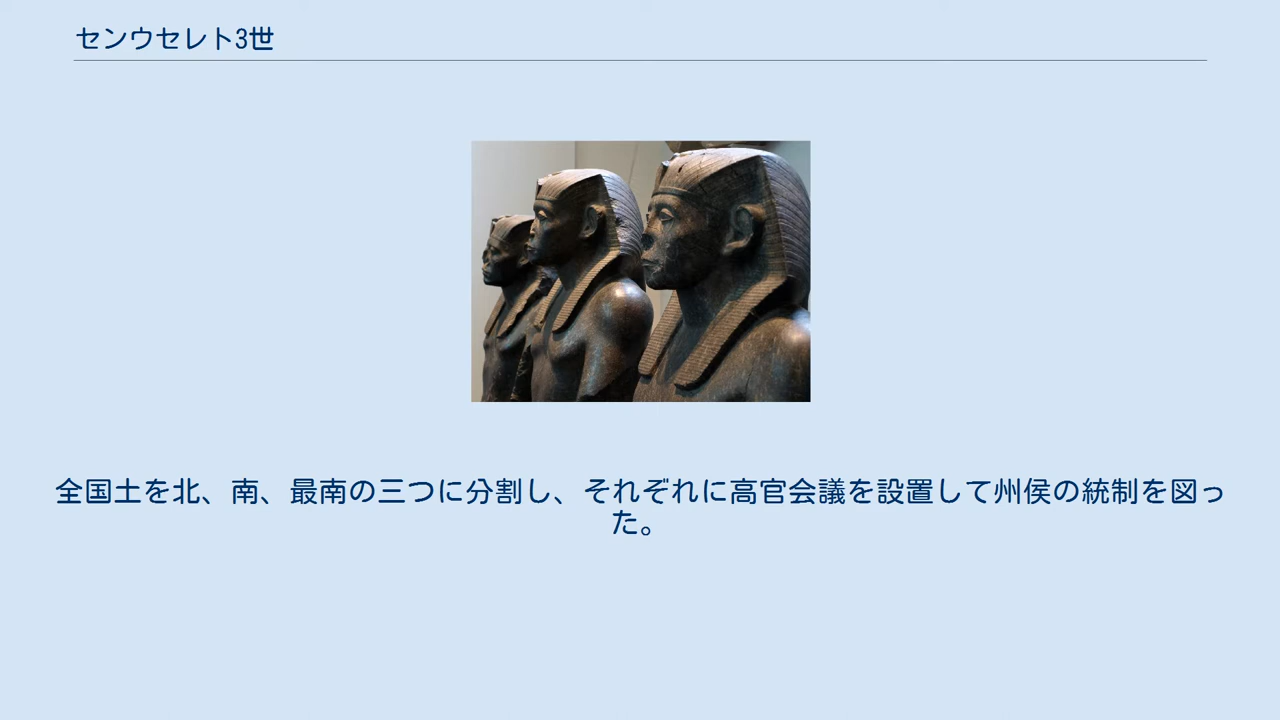 センウセレト3世
全国土を北、南、最南の三つに分割し、それぞれに高官会議を設置して州侯の統制を図っ
た。